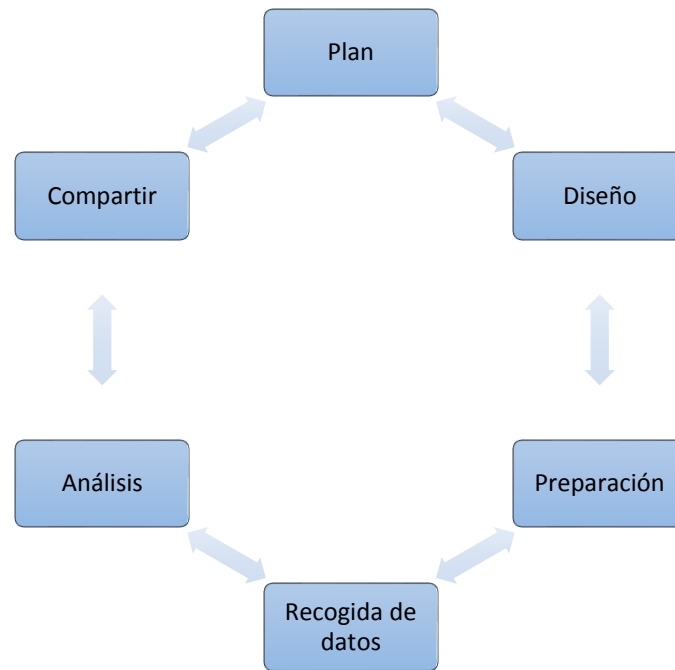 Plan
Compartir
Diseño
Análisis
Preparación
Recogida de
datos